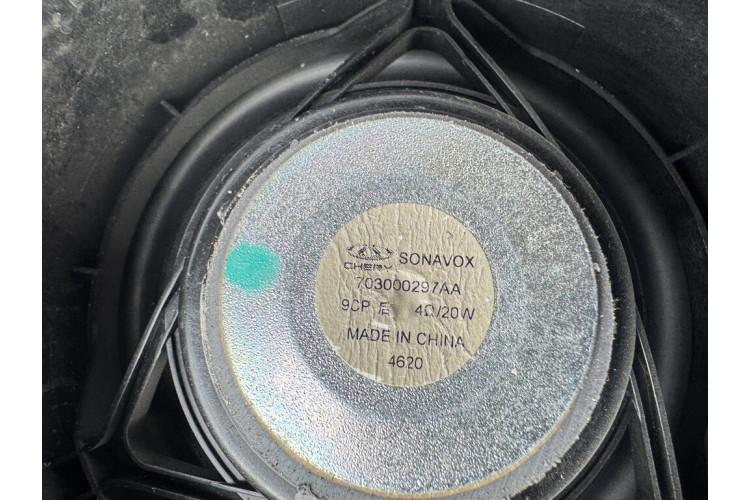 CHERY SONAVOX
703000297AA
4Ω/20W
MADE IN CHINA
4620